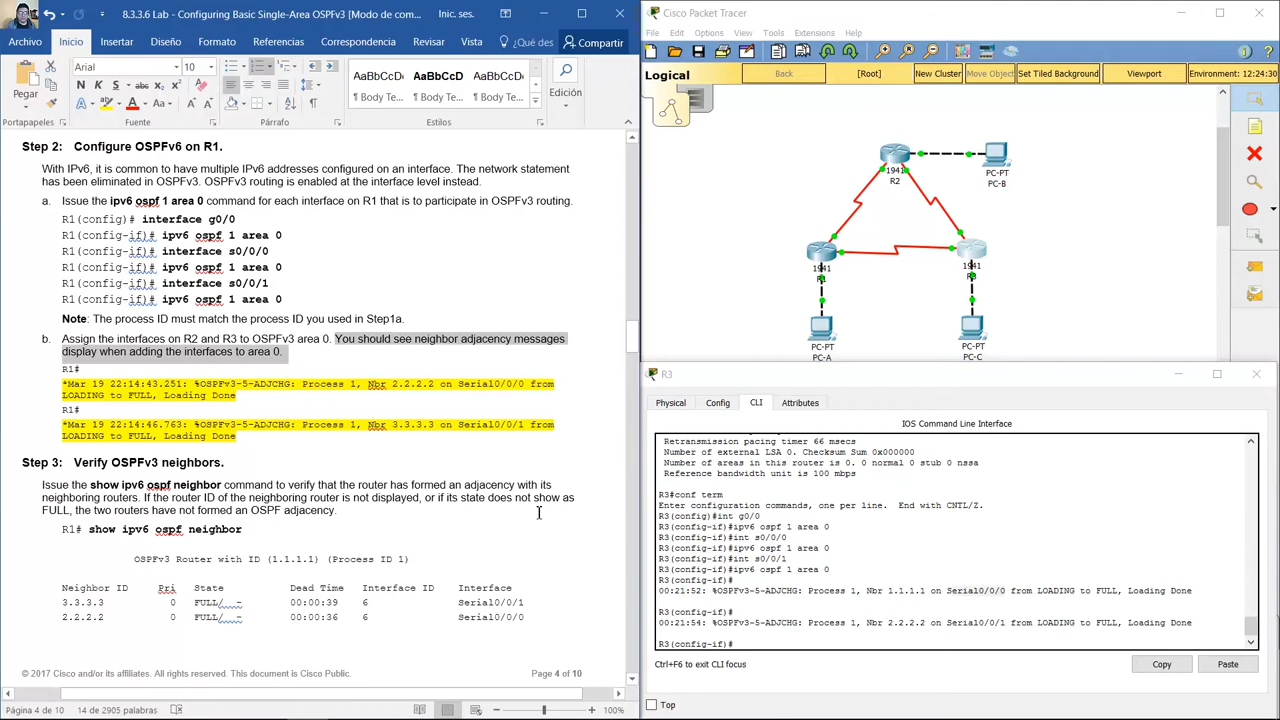 8.3.3.6 Lab - Configuring Basic Single-Area OSPFv3 [Modo de com...
Inic. ses.
Archivo Inicio Insertar Diseño Formato Referencias Correspondencia Revisar Vista ¿Qué des... Compartir
Pegar
Arial 10
N K S abc x₂ x²
AaBbCcD AaBbCcD AaBbCcD
¶ Body Te... ¶ Body Te... ¶ Body Te...
Edición
Portapapeles Fuente Párrafo Estilos
Step 2: Configure OSPFv6 on R1.
With IPv6, it is common to have multiple IPv6 addresses configured on an interface. The network statement
has been eliminated in OSPFv3. OSPFv3 routing is enabled at the interface level instead.
a. Issue the ipv6 ospf 1 area 0 command for each interface on R1 that is to participate in OSPFv3 routing.
R1(config)# interface g0/0
R1(config-if)# ipv6 ospf 1 area 0
R1(config-if)# interface s0/0/0
R1(config-if)# ipv6 ospf 1 area 0
R1(config-if)# interface s0/0/1
R1(config-if)# ipv6 ospf 1 area 0
Note: The process ID must match the process ID you used in Step1a.
b. Assign the interfaces on R2 and R3 to OSPFv3 area 0. You should see neighbor adjacency messages
display when adding the interfaces to area 0.
R1#
*Mar 19 22:14:43.251: %OSPFv3-5-ADJCHG: Process 1, Nbr 2.2.2.2 on Serial0/0/0 from
LOADING to FULL, Loading Done
R1#
*Mar 19 22:14:46.763: %OSPFv3-5-ADJCHG: Process 1, Nbr 3.3.3.3 on Serial0/0/1 from
LOADING to FULL, Loading Done
Step 3: Verify OSPFv3 neighbors.
Issue the show ipv6 ospf neighbor command to verify that the router has formed an adjacency with its
neighboring routers. If the router ID of the neighboring router is not displayed, or if its state does not show as
FULL, the two routers have not formed an OSPF adjacency.
R1# show ipv6 ospf neighbor
OSPFv3 Router with ID (1.1.1.1) (Process ID 1)
Neighbor ID Pri State Dead Time Interface ID Interface
3.3.3.3 0 FULL/ - 00:00:39 6 Serial0/0/1
2.2.2.2 0 FULL/ - 00:00:36 6 Serial0/0/0
© 2017 Cisco and/or its affiliates. All rights reserved. This document is Cisco Public. Page 4 of 10
Página 4 de 10 14 de 2905 palabras 100%
Cisco Packet Tracer
File Edit Options View Tools Extensions Help
Logical Back [Root] New Cluster Move Object Set Tiled Background Viewport Environment: 12:24:30
1941
R2
PC-PT
PC-B
1941
R1
1941
R3
PC-PT
PC-A
PC-PT
PC-C
R3
Physical Config CLI Attributes
IOS Command Line Interface
Retransmission pacing timer 66 msecs
Number of external LSA 0. Checksum Sum 0x000000
Number of areas in this router is 0. 0 normal 0 stub 0 nssa
Reference bandwidth unit is 100 mbps
R3#conf term
Enter configuration commands, one per line. End with CNTL/Z.
R3(config)#int g0/0
R3(config-if)#ipv6 ospf 1 area 0
R3(config-if)#int s0/0/0
R3(config-if)#ipv6 ospf 1 area 0
R3(config-if)#int s0/0/1
R3(config-if)#ipv6 ospf 1 area 0
R3(config-if)#
00:21:52: %OSPFv3-5-ADJCHG: Process 1, Nbr 1.1.1.1 on Serial0/0/0 from LOADING to FULL, Loading Done
R3(config-if)#
00:21:54: %OSPFv3-5-ADJCHG: Process 1, Nbr 2.2.2.2 on Serial0/0/1 from LOADING to FULL, Loading Done
R3(config-if)#
Ctrl+F6 to exit CLI focus
Copy Paste
Top